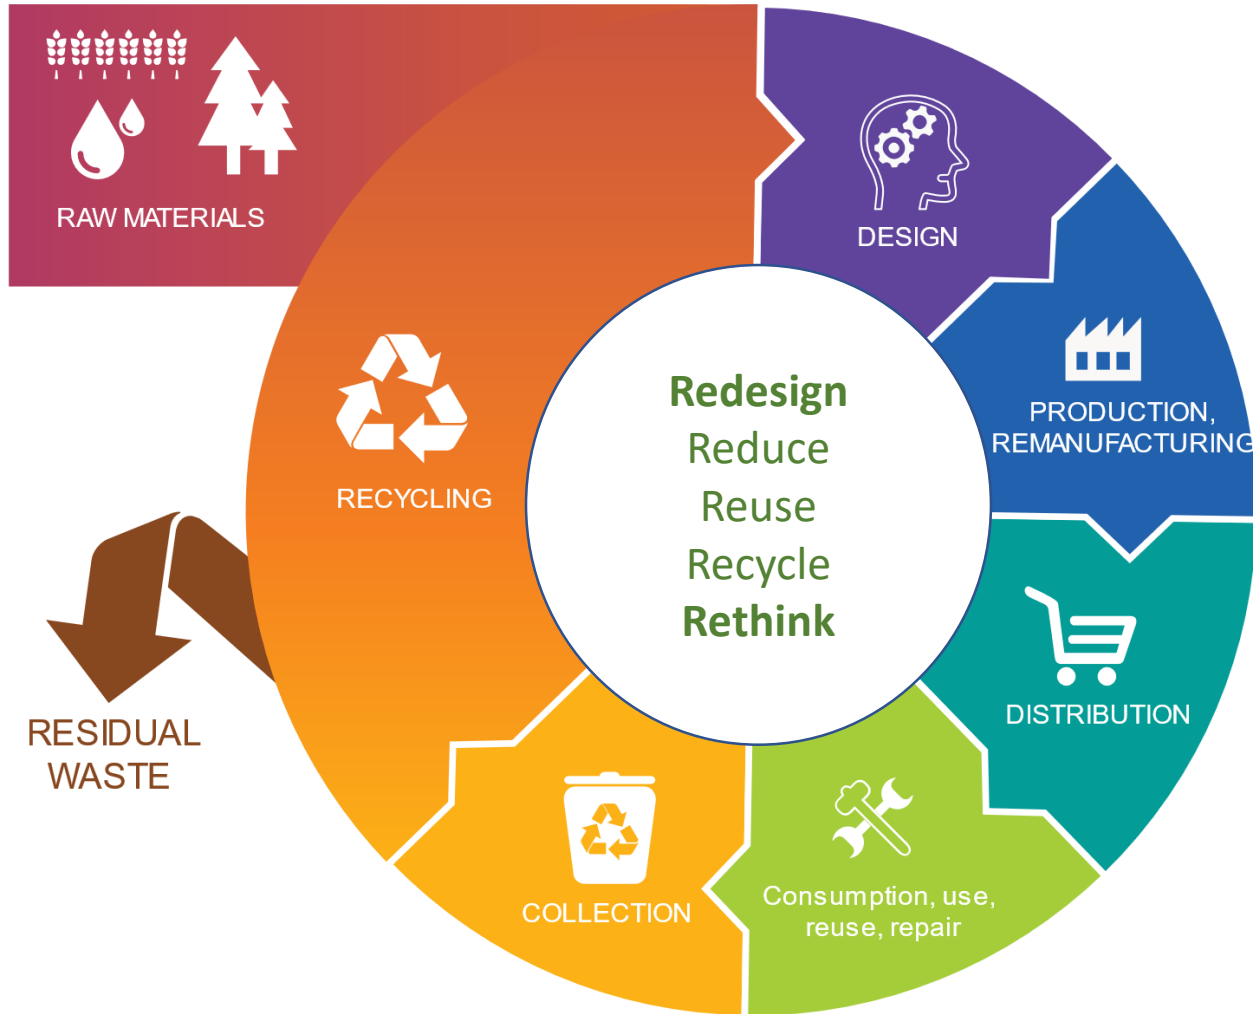 RAW MATERIALS
DESIGN
PRODUCTION,
REMANUFACTURING
DISTRIBUTION
Consumption, use,
reuse, repair
COLLECTION
RECYCLING
RESIDUAL
WASTE
Redesign
Reduce
Reuse
Recycle
Rethink